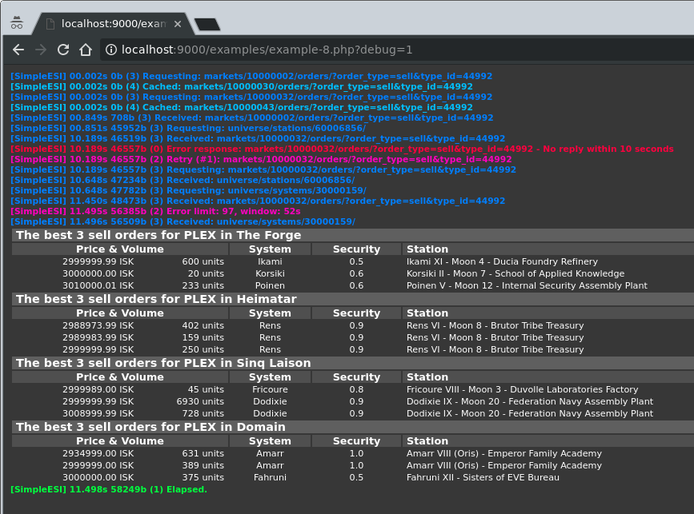 localhost:9000/exan
localhost:9000/examples/example-8.php?debug=1
[SimpleESI] 00.002s 0b (3) Requesting: markets/10000002/orders/?order_type=sell&type_id=44992
[SimpleESI] 00.002s 0b (4) Cached: markets/10000030/orders/?order_type=sell&type_id=44992
[SimpleESI] 00.002s 0b (3) Requesting: markets/10000032/orders/?order_type=sell&type_id=44992
[SimpleESI] 00.002s 0b (4) Cached: markets/10000043/orders/?order_type=sell&type_id=44992
[SimpleESI] 00.849s 708b (3) Received: markets/10000002/orders/?order_type=sell&type_id=44992
[SimpleESI] 00.851s 45952b (3) Requesting: universe/stations/60006856/
[SimpleESI] 10.189s 46519b (3) Received: markets/10000032/orders/?order_type=sell&type_id=44992
[SimpleESI] 10.189s 46557b (0) Error response: markets/10000032/orders/?order_type=sell&type_id=44992 - No reply within 10 seconds
[SimpleESI] 10.189s 46557b (2) Retry (#1): markets/10000032/orders/?order_type=sell&type_id=44992
[SimpleESI] 10.189s 46557b (3) Requesting: markets/10000032/orders/?order_type=sell&type_id=44992
[SimpleESI] 10.648s 47234b (3) Received: universe/stations/60006856/
[SimpleESI] 10.648s 47782b (3) Requesting: universe/systems/30000159/
[SimpleESI] 11.450s 48473b (3) Received: markets/10000032/orders/?order_type=sell&type_id=44992
[SimpleESI] 11.495s 56385b (2) Error limit: 97, window: 52s
[SimpleESI] 11.496s 56509b (3) Received: universe/systems/30000159/
The best 3 sell orders for PLEX in The Forge
Price & Volume System Security Station
2999999.99 ISK 600 units Ikami 0.5 Ikami XI - Moon 4 - Ducia Foundry Refinery
3000000.00 ISK 20 units Korsiki 0.6 Korsiki II - Moon 7 - School of Applied Knowledge
3010000.01 ISK 233 units Poinen 0.6 Poinen V - Moon 12 - Internal Security Assembly Plant
The best 3 sell orders for PLEX in Heimatar
Price & Volume System Security Station
2988973.99 ISK 402 units Rens 0.9 Rens VI - Moon 8 - Brutor Tribe Treasury
2989983.99 ISK 159 units Rens 0.9 Rens VI - Moon 8 - Brutor Tribe Treasury
2999999.99 ISK 250 units Rens 0.9 Rens VI - Moon 8 - Brutor Tribe Treasury
The best 3 sell orders for PLEX in Sinq Laison
Price & Volume System Security Station
2999989.00 ISK 45 units Fricoure 0.8 Fricoure VIII - Moon 3 - Duvolle Laboratories Factory
2999999.99 ISK 6930 units Dodixie 0.9 Dodixie IX - Moon 20 - Federation Navy Assembly Plant
3008999.99 ISK 728 units Dodixie 0.9 Dodixie IX - Moon 20 - Federation Navy Assembly Plant
The best 3 sell orders for PLEX in Domain
Price & Volume System Security Station
2934999.00 ISK 631 units Amarr 1.0 Amarr VIII (Oris) - Emperor Family Academy
2999999.00 ISK 389 units Amarr 1.0 Amarr VIII (Oris) - Emperor Family Academy
3000000.00 ISK 375 units Fahruni 0.5 Fahruni XII - Sisters of EVE Bureau
[SimpleESI] 11.498s 58249b (1) Elapsed.